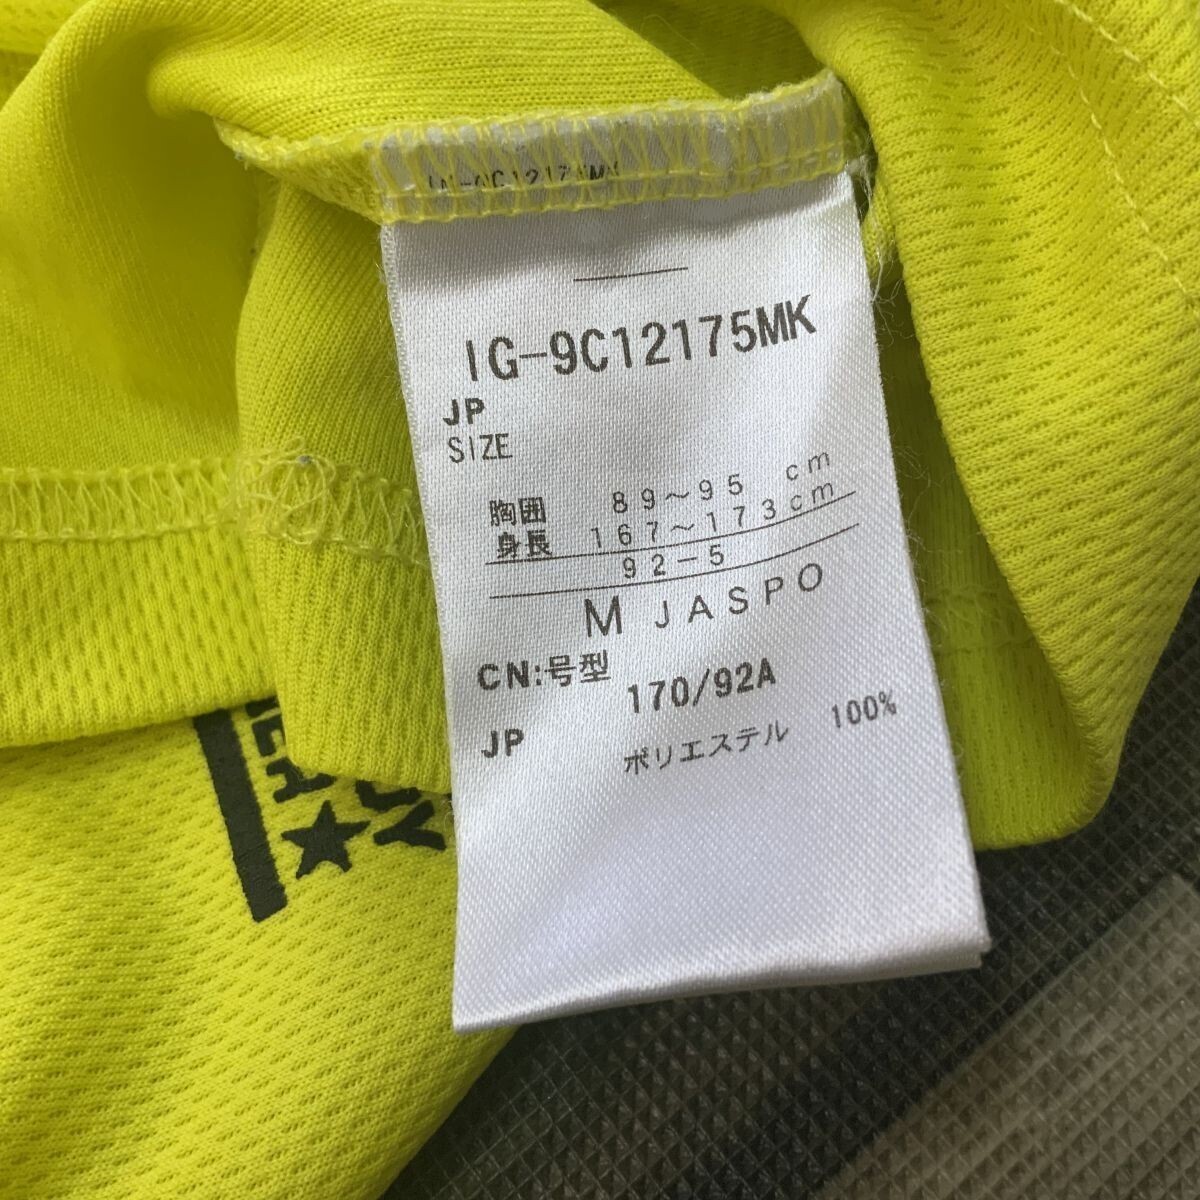 IG-9C12175MK
JP
SIZE
胸囲 89～95 cm
身長 167～173cm
92-5
M JASPO
CN:号型 170/92A
JP ポリエステル 100%